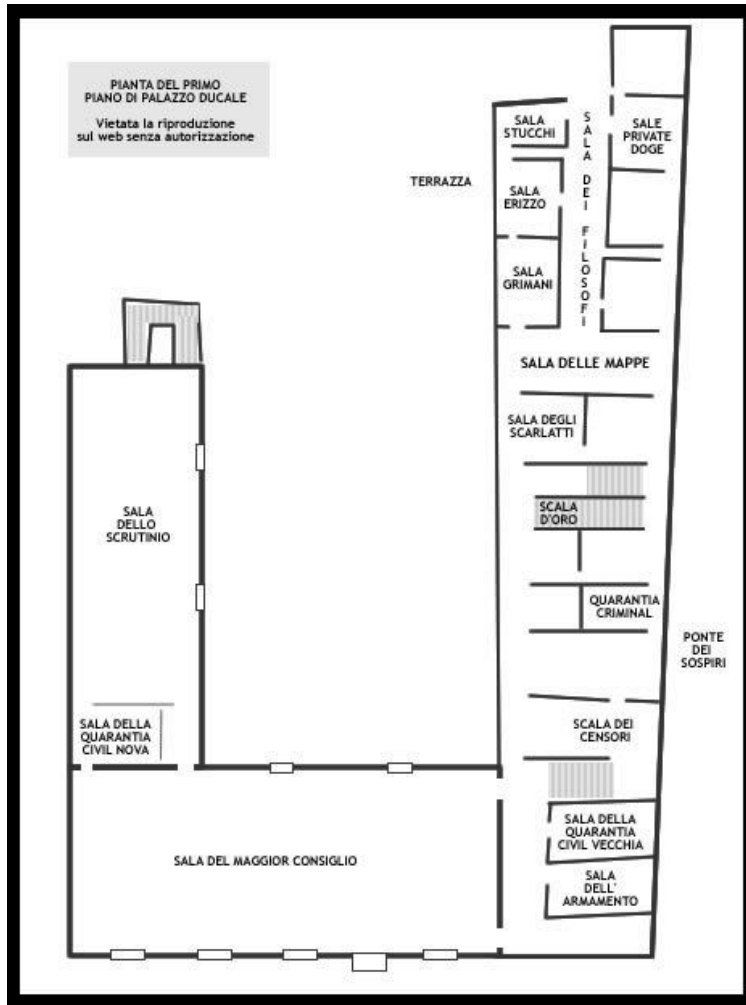 PIANTA DEL PRIMO
PIANO DI PALAZZO DUCALE
Vietata la riproduzione
sul web senza autorizzazione
SALA
STUCCHI
SALA DEI FILOSOFI
SALE
PRIVATE
DOGE
TERRAZZA
SALA
ERIZZO
SALA
GRIMANI
SALA DELLE MAPPE
SALA DEGLI
SCARLATTI
SCALA
D'ORO
SALA
DELLO
SCRUTINIO
QUARANTIA
CRIMINAL
PONTE
DEI
SOSPIRI
SALA DELLA
QUARANTIA
CIVIL NOVA
SCALA DEI
CENSORI
SALA DELLA
QUARANTIA
CIVIL VECCHIA
SALA DEL MAGGIOR CONSIGLIO
SALA
DELL'
ARMAMENTO